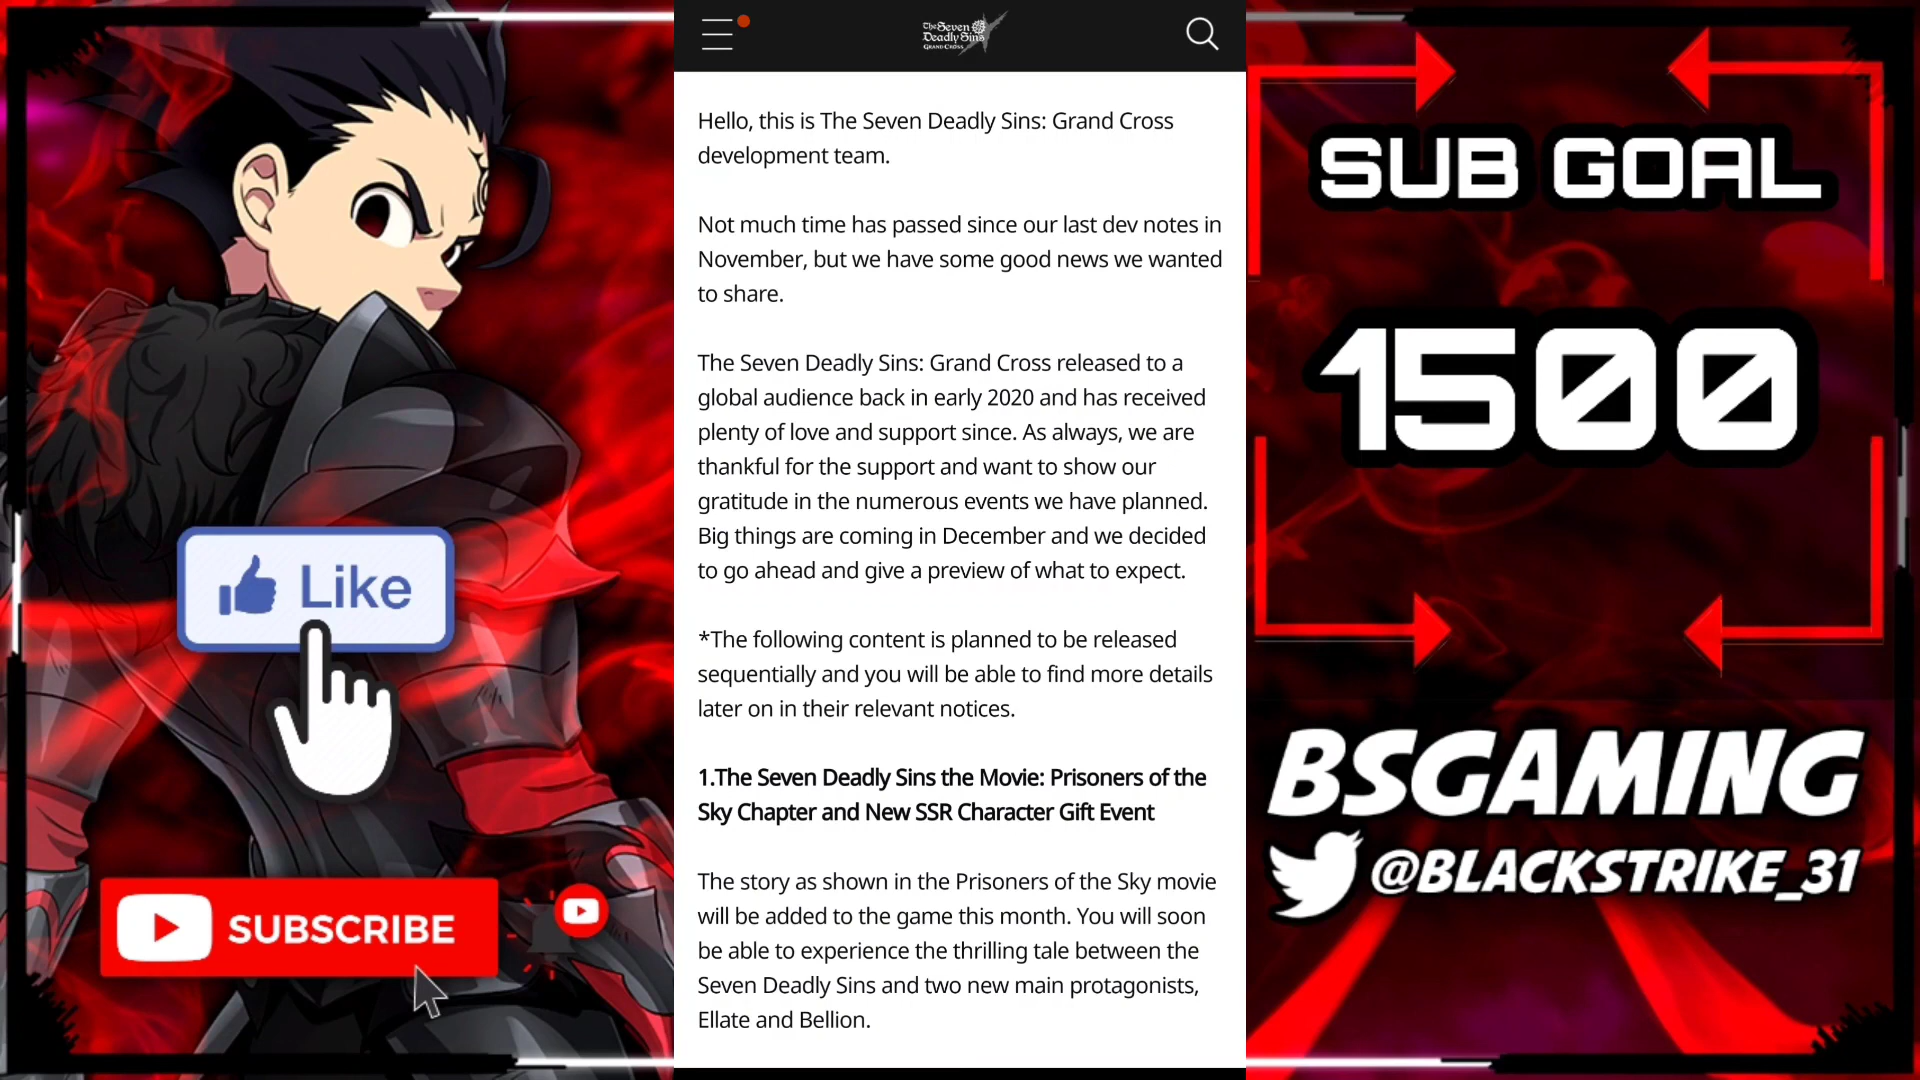 The Seven
Deadly Sins
GRAND CROSS
Hello, this is The Seven Deadly Sins: Grand Cross
development team.
Not much time has passed since our last dev notes in
November, but we have some good news we wanted
to share.
The Seven Deadly Sins: Grand Cross released to a
global audience back in early 2020 and has received
plenty of love and support since. As always, we are
thankful for the support and want to show our
gratitude in the numerous events we have planned.
Big things are coming in December and we decided
to go ahead and give a preview of what to expect.
*The following content is planned to be released
sequentially and you will be able to find more details
later on in their relevant notices.
1.The Seven Deadly Sins the Movie: Prisoners of the
Sky Chapter and New SSR Character Gift Event
The story as shown in the Prisoners of the Sky movie
will be added to the game this month. You will soon
be able to experience the thrilling tale between the
Seven Deadly Sins and two new main protagonists,
Ellate and Bellion.
Like
SUBSCRIBE
SUB GOAL
1500
BSGAMING
@BLACKSTRIKE_31